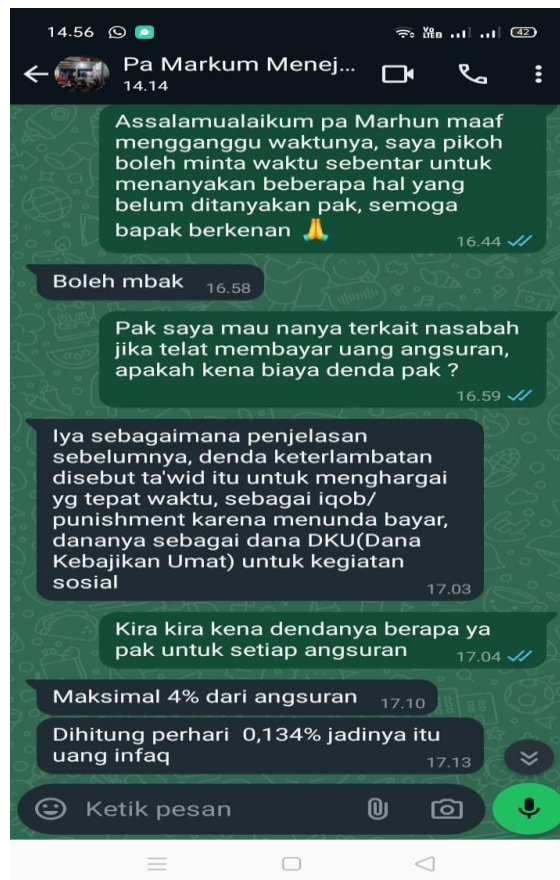 14.56
Vo LTE 42
Pa Markum Menej...
14.14
Assalamualaikum pa Marhun maaf
mengganggu waktunya, saya pikoh
boleh minta waktu sebentar untuk
menanyakan beberapa hal yang
belum ditanyakan pak, semoga
bapak berkenan 🙏
16.44
Boleh mbak 16.58
Pak saya mau nanya terkait nasabah
jika telat membayar uang angsuran,
apakah kena biaya denda pak ?
16.59
Iya sebagaimana penjelasan
sebelumnya, denda keterlambatan
disebut ta'wid itu untuk menghargai
yg tepat waktu, sebagai iqob/
punishment karena menunda bayar,
dananya sebagai dana DKU(Dana
Kebajikan Umat) untuk kegiatan
sosial
17.03
Kira kira kena dendanya berapa ya
pak untuk setiap angsuran 17.04
Maksimal 4% dari angsuran 17.10
Dihitung perhari 0,134% jadinya itu
uang infaq
17.13
Ketik pesan